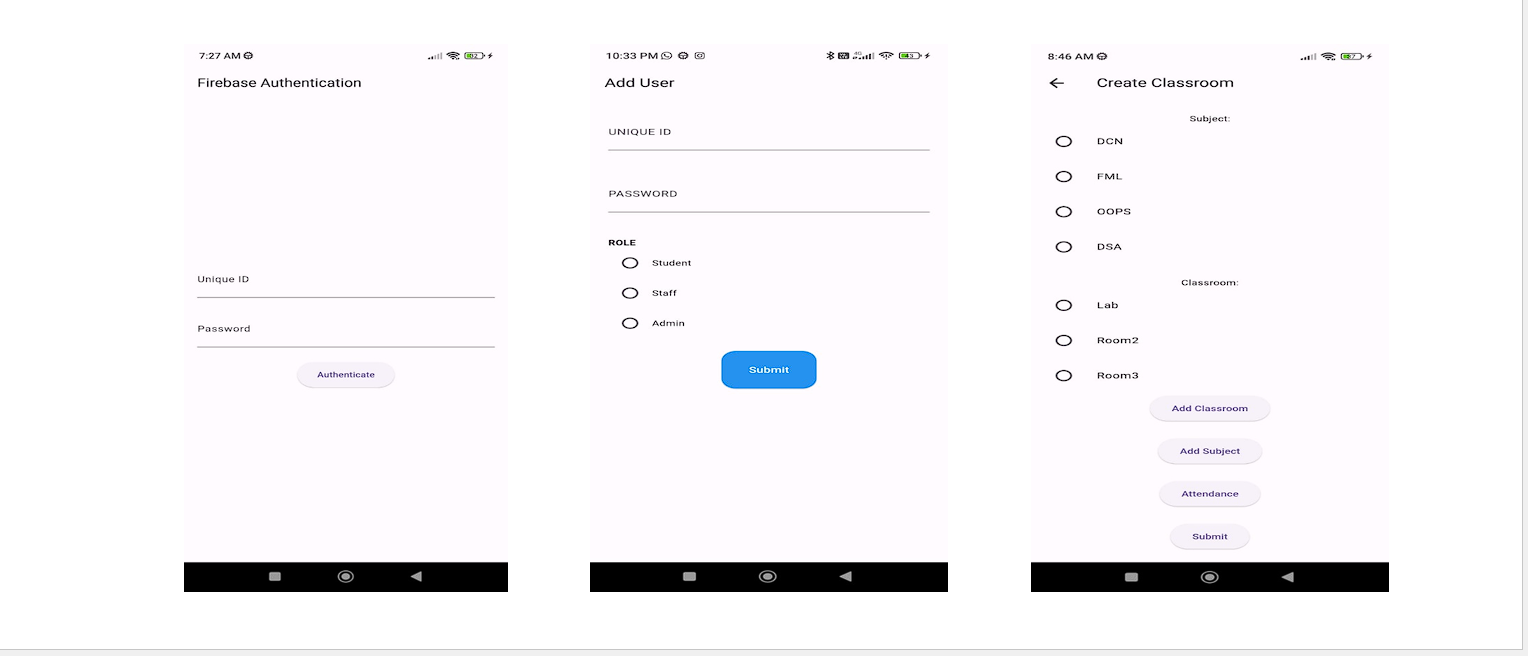 7:27 AM
Firebase Authentication
Unique ID
Password
Authenticate
10:33 PM
4G
Add User
UNIQUE ID
PASSWORD
ROLE
Student
Staff
Admin
Submit
8:46 AM
Create Classroom
Subject:
DCN
FML
OOPS
DSA
Classroom:
Lab
Room2
Room3
Add Classroom
Add Subject
Attendance
Submit